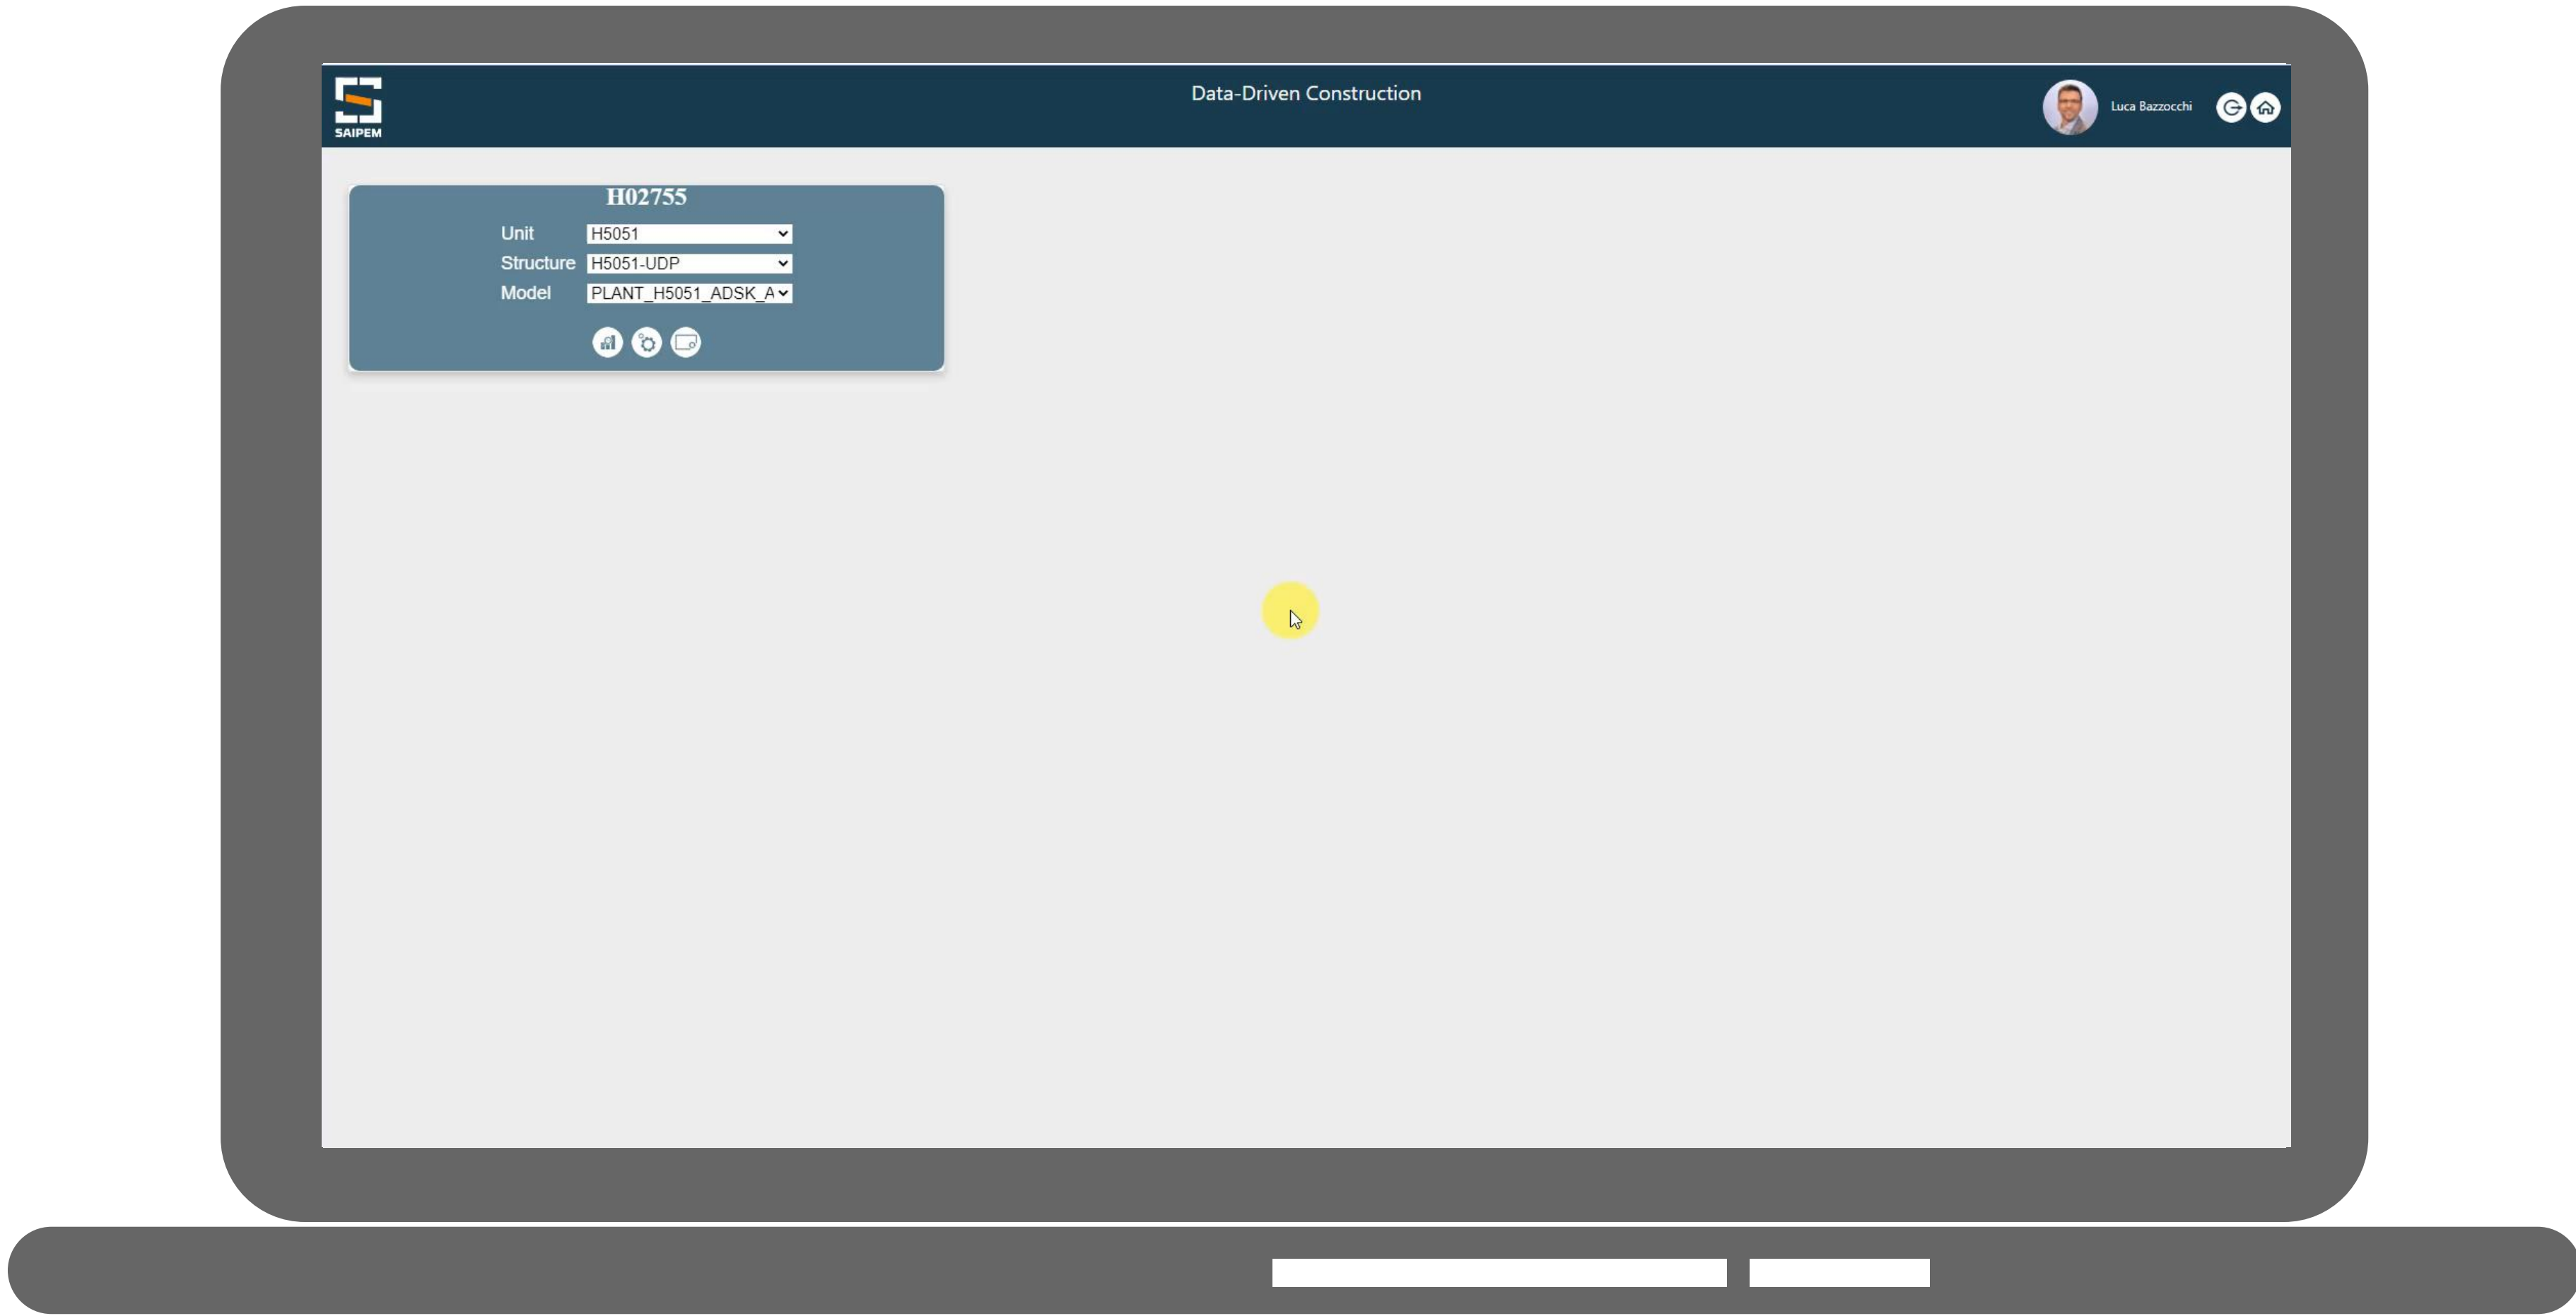 SAIPEM
Data-Driven Construction
Luca Bazzocchi
H02755
Unit H5051
Structure H5051-UDP
Model PLANT_H5051_ADSK_A